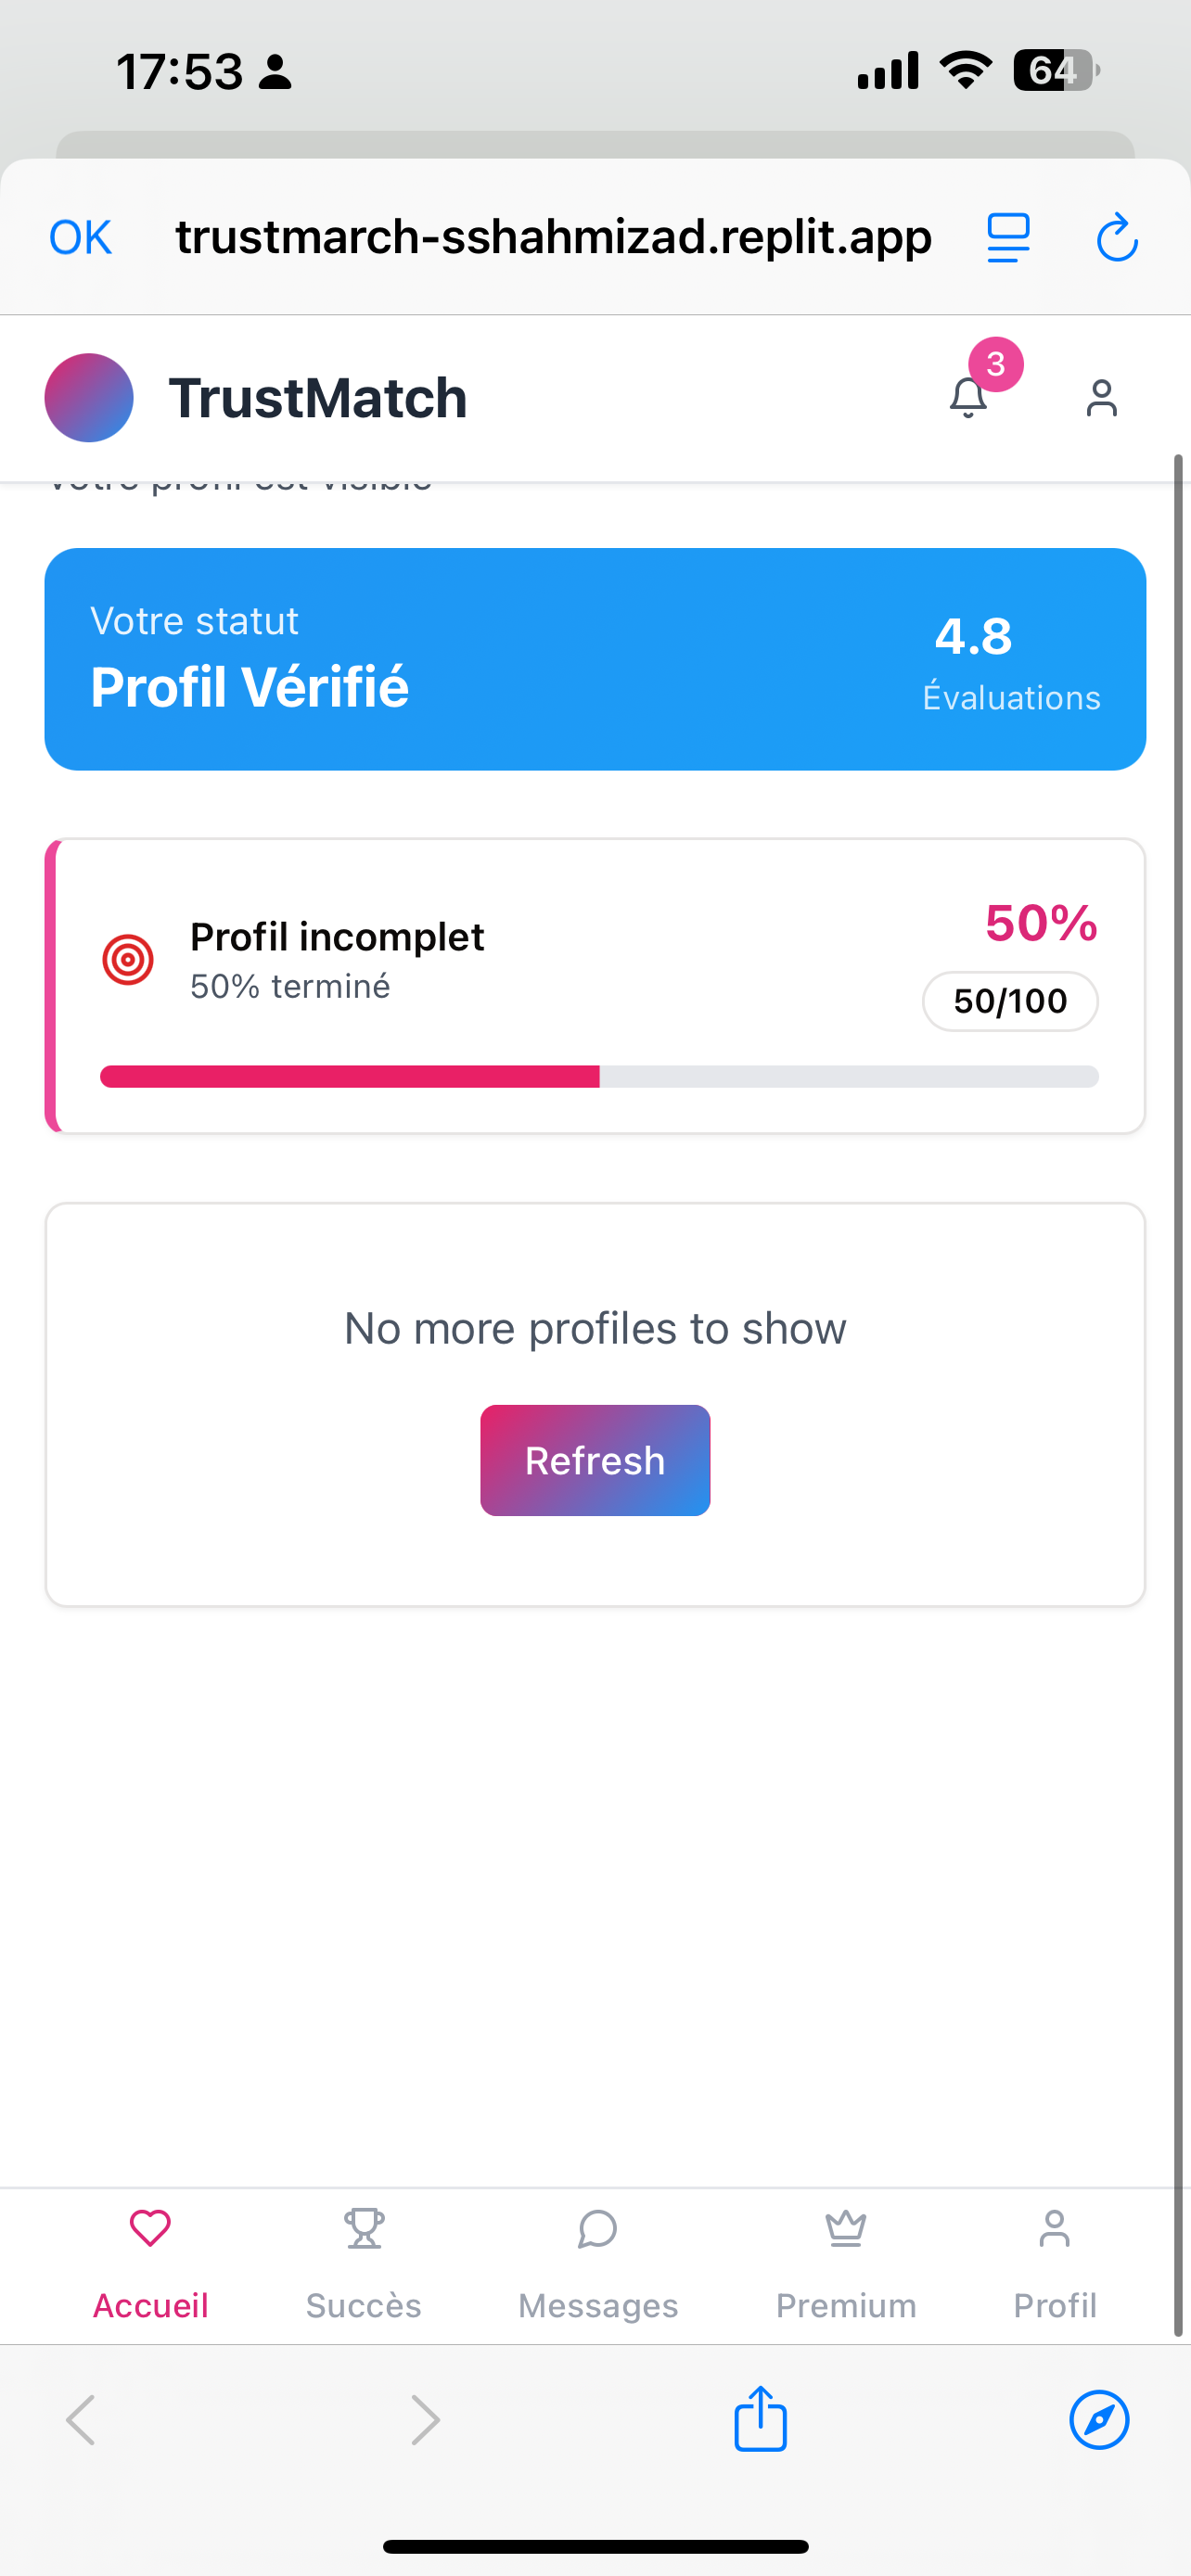 17:53
64
OK
trustmarch-sshahmizad.replit.app
TrustMatch
3
Votre profil est visible
Votre statut
Profil Vérifié
4.8
Évaluations
Profil incomplet
50% terminé
50%
50/100
No more profiles to show
Refresh
Accueil
Succès
Messages
Premium
Profil